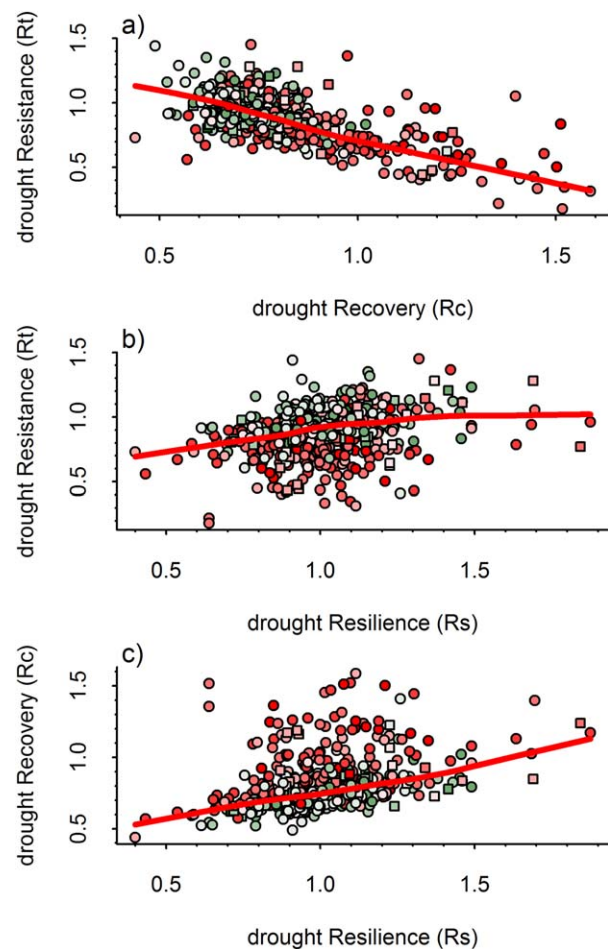 a)
drought Resistance (Rt)
1.5
1.0
0.5
0.5 1.0 1.5
drought Recovery (Rc)
b)
drought Resistance (Rt)
1.5
1.0
0.5
0.5 1.0 1.5
drought Resilience (Rs)
c)
drought Recovery (Rc)
1.5
1.0
0.5
0.5 1.0 1.5
drought Resilience (Rs)